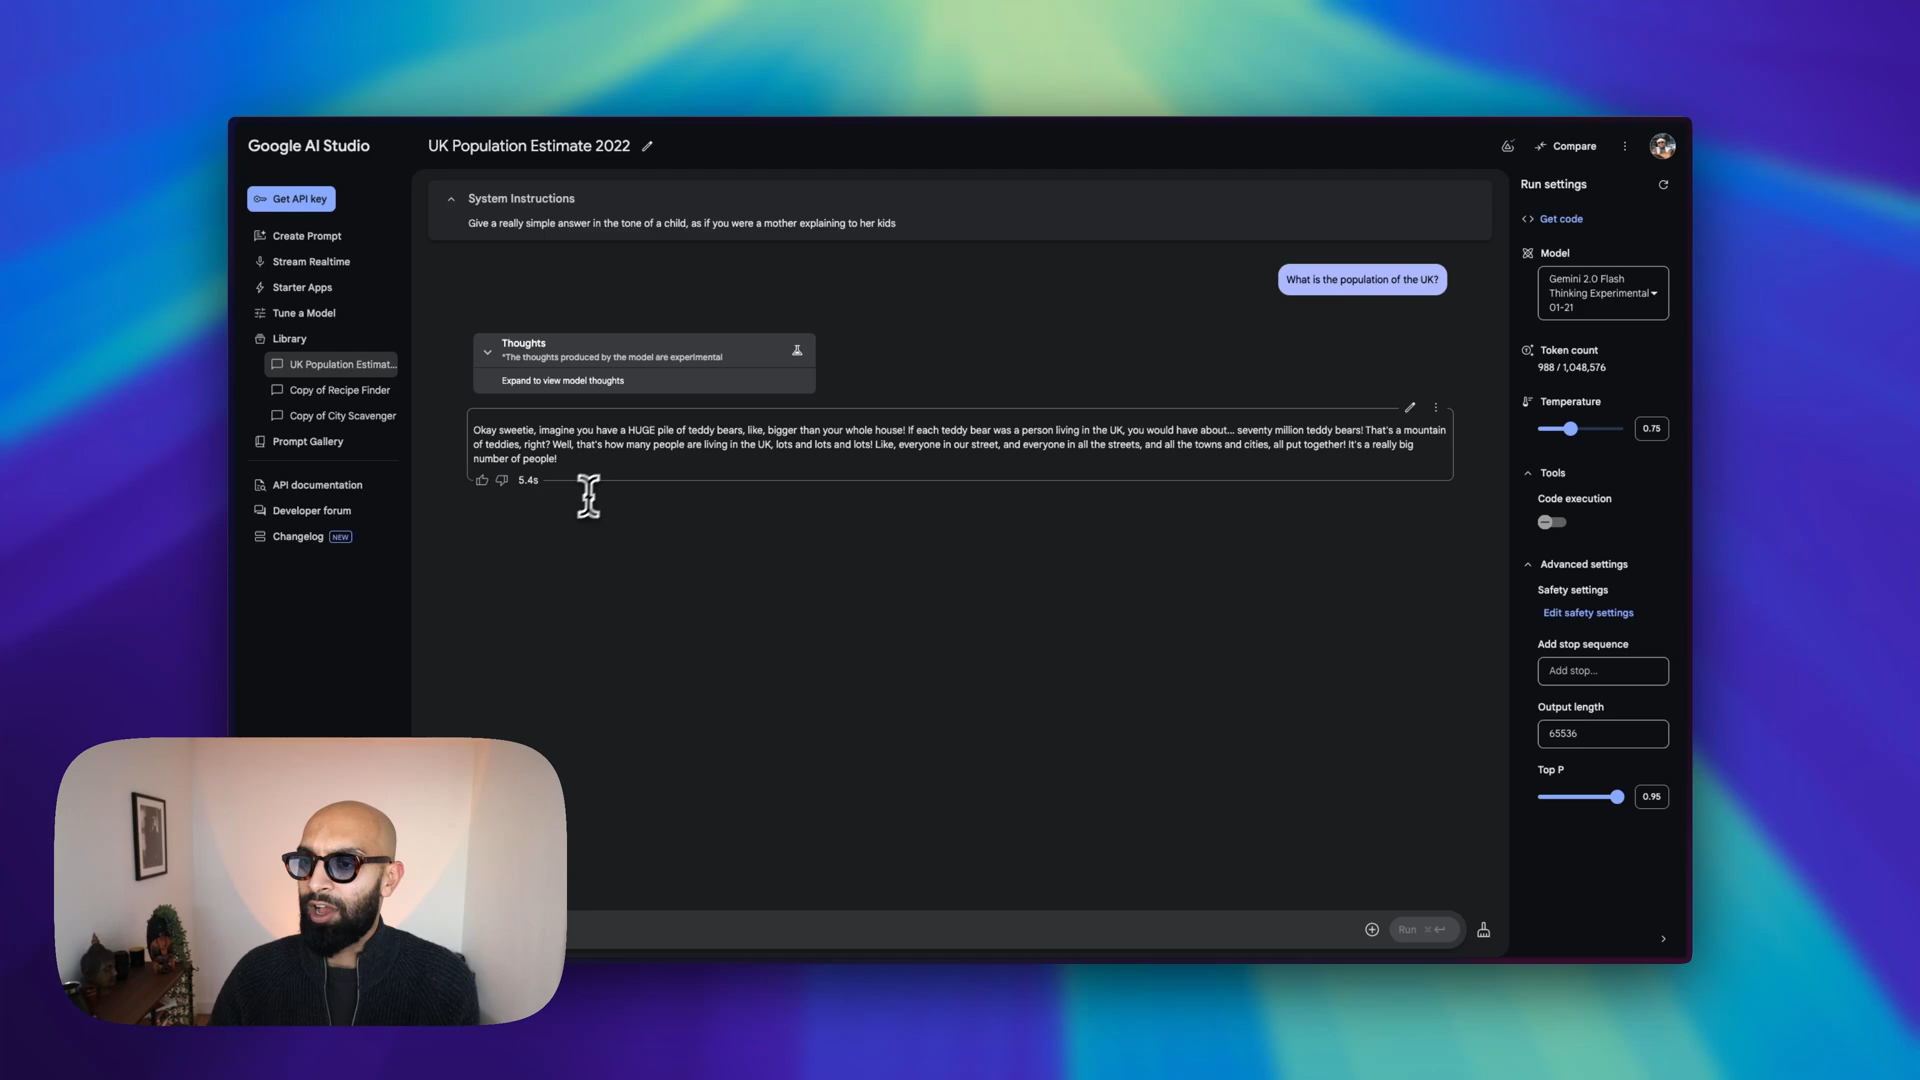 Google AI Studio
UK Population Estimate 2022
Compare
Get API key
Create Prompt
Stream Realtime
Starter Apps
Tune a Model
Library
UK Population Estimat...
Copy of Recipe Finder
Copy of City Scavenger
Prompt Gallery
API documentation
Developer forum
Changelog NEW
System Instructions
Give a really simple answer in the tone of a child, as if you were a mother explaining to her kids
What is the population of the UK?
Thoughts
*The thoughts produced by the model are experimental
Expand to view model thoughts
Okay sweetie, imagine you have a HUGE pile of teddy bears, like, bigger than your whole house! If each teddy bear was a person living in the UK, you would have about... seventy million teddy bears! That's a mountain
of teddies, right? Well, that's how many people are living in the UK, lots and lots and lots! Like, everyone in our street, and everyone in all the streets, and all the towns and cities, all put together! It's a really big
number of people!
5.4s
Run
Run settings
Get code
Model
Gemini 2.0 Flash
Thinking Experimental
01-21
Token count
988 / 1,048,576
Temperature
0.75
Tools
Code execution
Advanced settings
Safety settings
Edit safety settings
Add stop sequence
Add stop...
Output length
65536
Top P
0.95